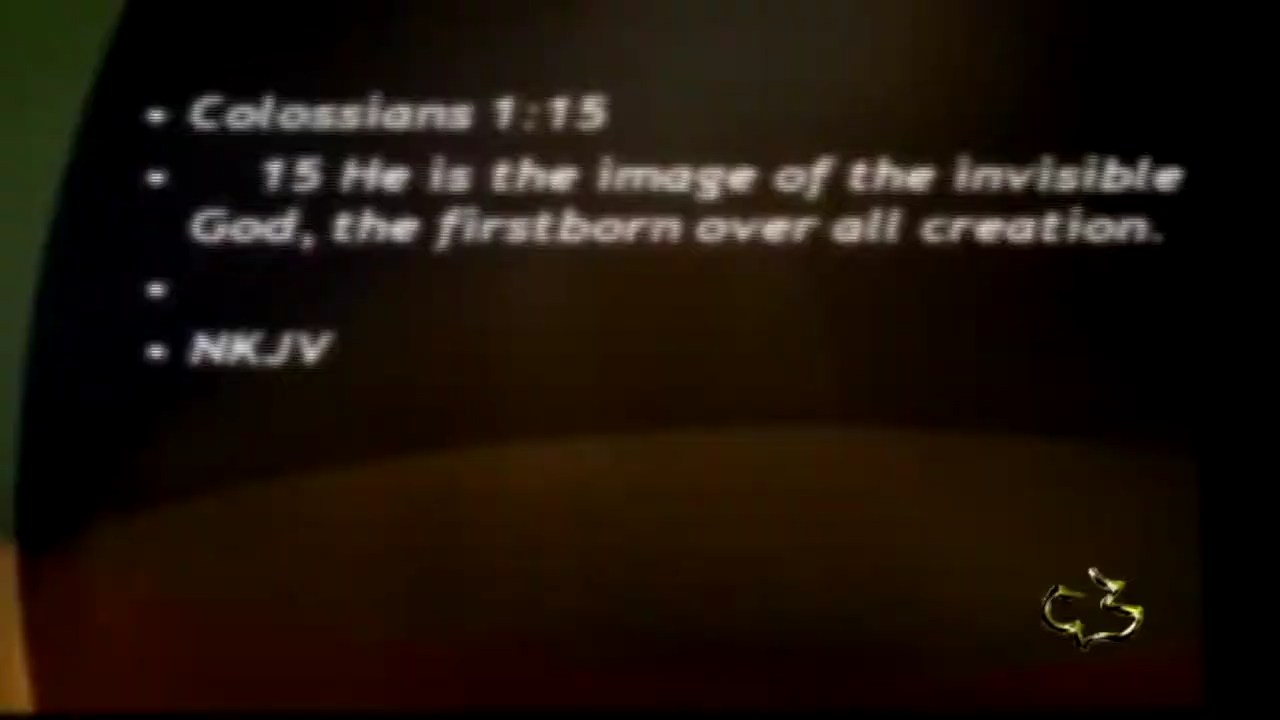 • Colossians 1:15
• 15 He is the image of the invisible
God, the firstborn over all creation.
•
• NKJV